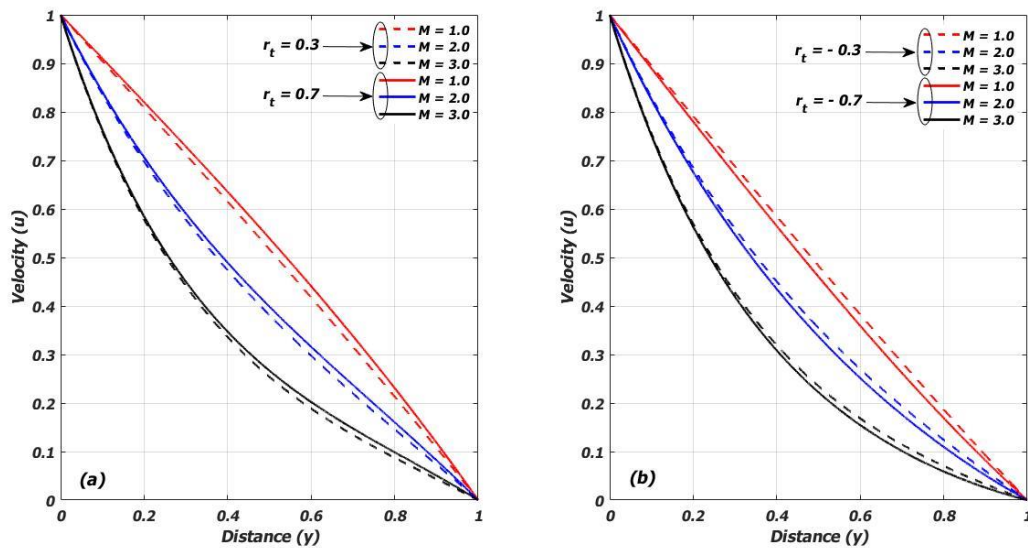 1
0.9
0.8
0.7
0.6
0.5
0.4
0.3
0.2
0.1
0
Velocity (u)
0 0.2 0.4 0.6 0.8 1
Distance (y)
(a)
r_t = 0.3
M = 1.0
M = 2.0
M = 3.0
r_t = 0.7
M = 1.0
M = 2.0
M = 3.0
1
0.9
0.8
0.7
0.6
0.5
0.4
0.3
0.2
0.1
0
Velocity (u)
0 0.2 0.4 0.6 0.8 1
Distance (y)
(b)
r_t = - 0.3
M = 1.0
M = 2.0
M = 3.0
r_t = - 0.7
M = 1.0
M = 2.0
M = 3.0